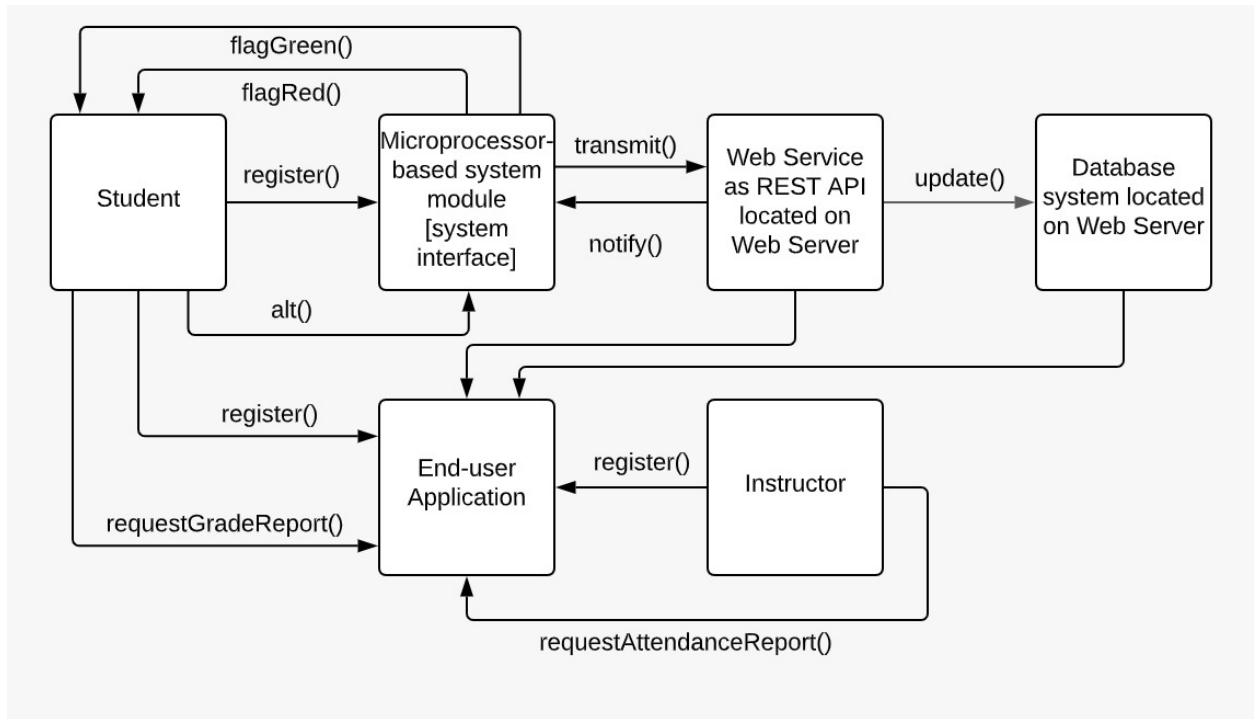 flagGreen()
flagRed()
Student
register()
Microprocessor-
based system
module
[system
interface]
transmit()
notify()
Web Service
as REST API
located on
Web Server
update()
Database
system located
on Web Server
alt()
register()
End-user
Application
register()
Instructor
requestGradeReport()
requestAttendanceReport()